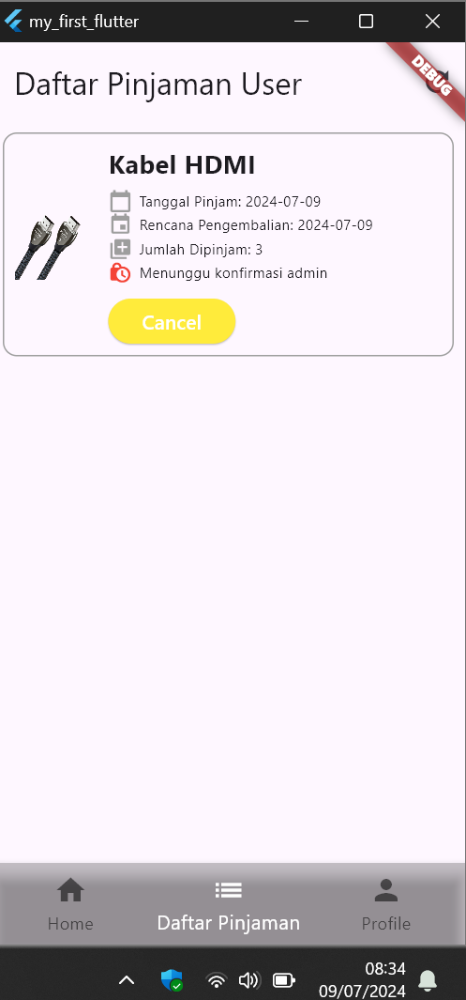 my_first_flutter
DEBUG
Daftar Pinjaman User
Kabel HDMI
Tanggal Pinjam: 2024-07-09
Rencana Pengembalian: 2024-07-09
Jumlah Dipinjam: 3
Menunggu konfirmasi admin
Cancel
Home
Daftar Pinjaman
Profile
08:34
09/07/2024